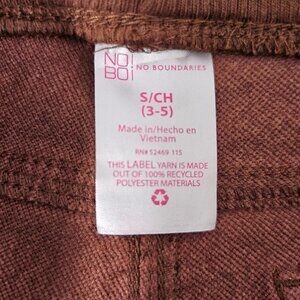 NO
BO
NO BOUNDARIES
S/CH
(3-5)
Made in/Hecho en
Vietnam
RN# 52469 115
THIS LABEL YARN IS MADE
OUT OF 100% RECYCLED
POLYESTER MATERIALS